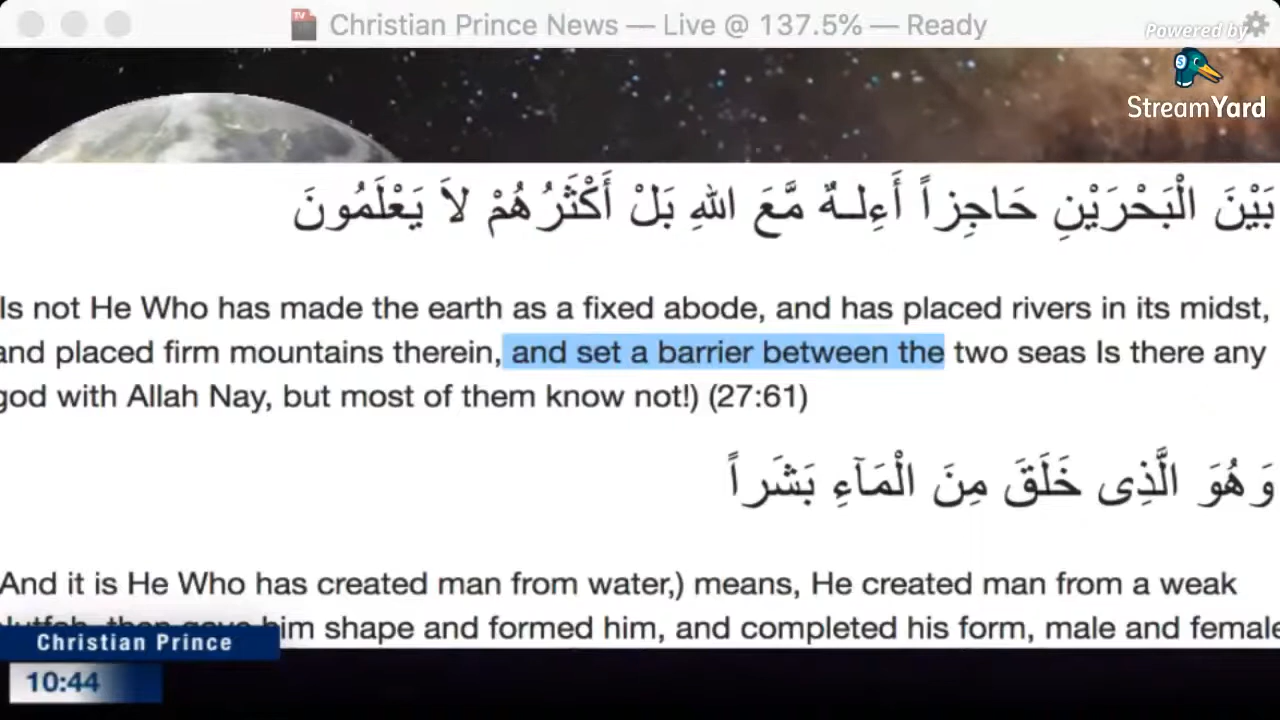 Christian Prince News — Live @ 137.5% — Ready
Powered by
StreamYard
بَيْنَ الْبَحْرَيْنِ حَاجِزاً أَءِلـهٌ مَّعَ اللهِ بَلْ أَكْثَرُهُمْ لاَ يَعْلَمُونَ
Is not He Who has made the earth as a fixed abode, and has placed rivers in its midst,
and placed firm mountains therein, and set a barrier between the two seas Is there any
god with Allah Nay, but most of them know not!) (27:61)
وَهُوَ الَّذِى خَلَقَ مِنَ الْمَآءِ بَشَراً
And it is He Who has created man from water,) means, He created man from a weak
him shape and formed him, and completed his form, male and female
Christian Prince
10:44